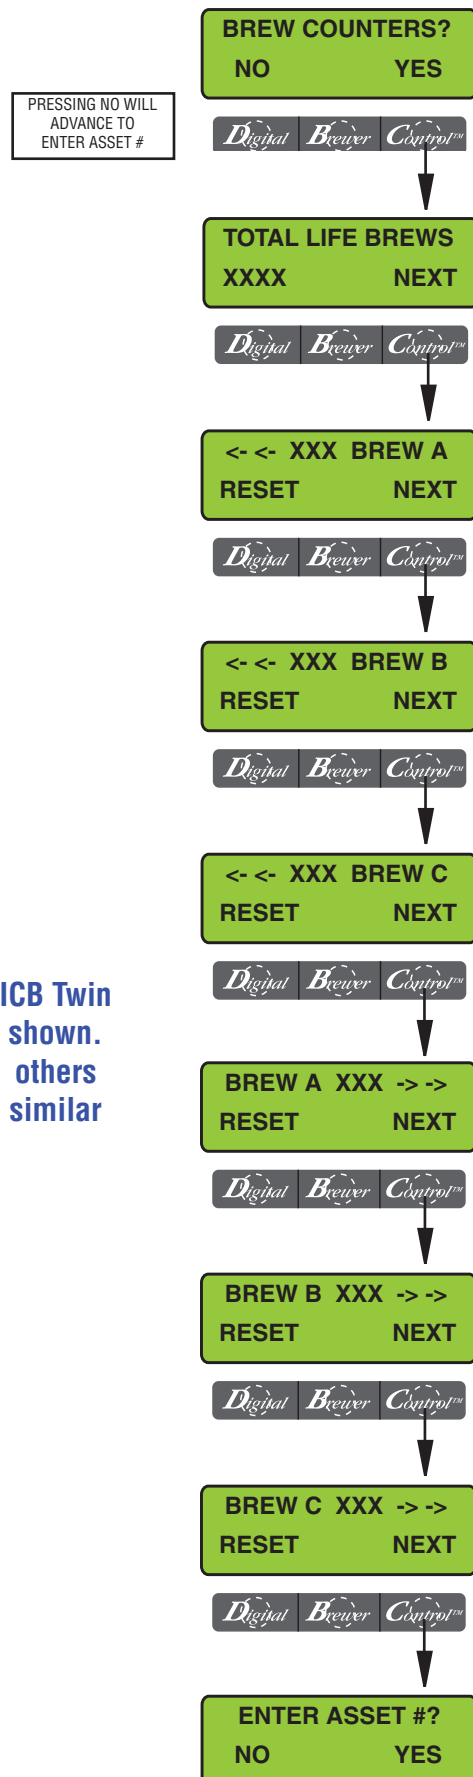 BREW COUNTERS?
NO YES
PRESSING NO WILL
ADVANCE TO
ENTER ASSET #
Digital Brewer Control™
TOTAL LIFE BREWS
XXXX NEXT
Digital Brewer Control™
<- <- XXX BREW A
RESET NEXT
Digital Brewer Control™
<- <- XXX BREW B
RESET NEXT
Digital Brewer Control™
<- <- XXX BREW C
RESET NEXT
Digital Brewer Control™
ICB Twin
shown.
others
similar
BREW A XXX -> ->
RESET NEXT
Digital Brewer Control™
BREW B XXX -> ->
RESET NEXT
Digital Brewer Control™
BREW C XXX -> ->
RESET NEXT
Digital Brewer Control™
ENTER ASSET #?
NO YES